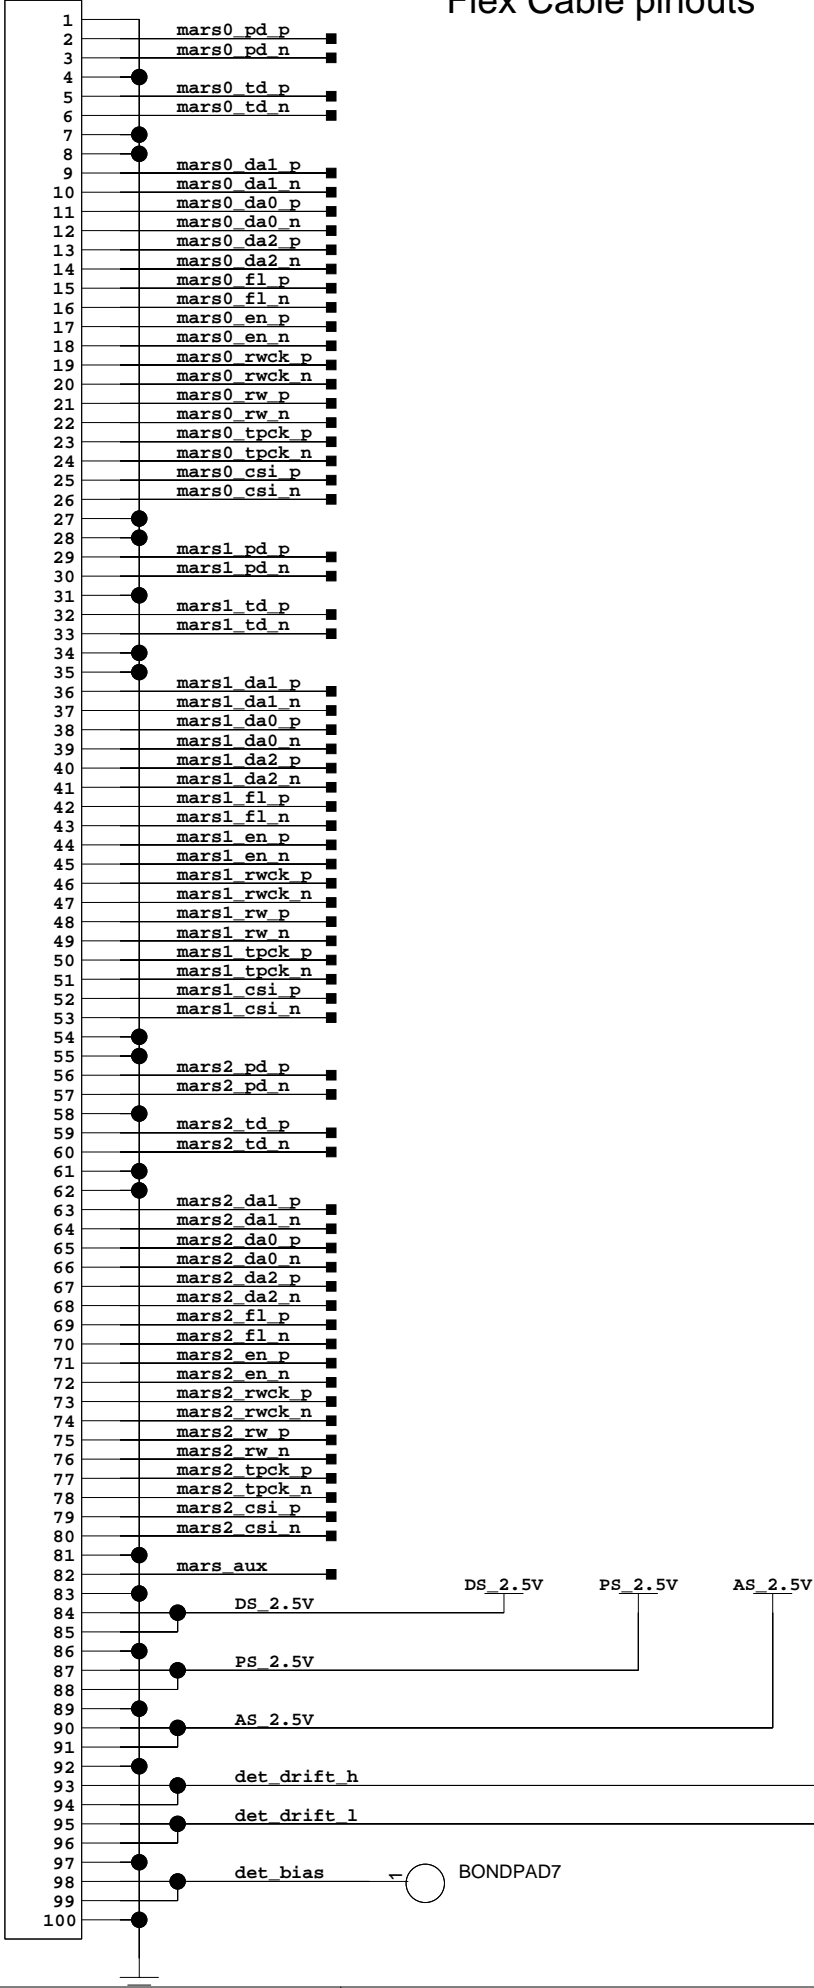 Flex Cable pinouts
1
2 mars0_pd_p
3 mars0_pd_n
4
5 mars0_td_p
6 mars0_td_n
7
8
9 mars0_da1_p
10 mars0_da1_n
11 mars0_da0_p
12 mars0_da0_n
13 mars0_da2_p
14 mars0_da2_n
15 mars0_fl_p
16 mars0_fl_n
17 mars0_en_p
18 mars0_en_n
19 mars0_rwck_p
20 mars0_rwck_n
21 mars0_rw_p
22 mars0_rw_n
23 mars0_tpck_p
24 mars0_tpck_n
25 mars0_csi_p
26 mars0_csi_n
27
28
29 mars1_pd_p
30 mars1_pd_n
31
32 mars1_td_p
33 mars1_td_n
34
35
36 mars1_da1_p
37 mars1_da1_n
38 mars1_da0_p
39 mars1_da0_n
40 mars1_da2_p
41 mars1_da2_n
42 mars1_fl_p
43 mars1_fl_n
44 mars1_en_p
45 mars1_en_n
46 mars1_rwck_p
47 mars1_rwck_n
48 mars1_rw_p
49 mars1_rw_n
50 mars1_tpck_p
51 mars1_tpck_n
52 mars1_csi_p
53 mars1_csi_n
54
55
56 mars2_pd_p
57 mars2_pd_n
58
59 mars2_td_p
60 mars2_td_n
61
62
63 mars2_da1_p
64 mars2_da1_n
65 mars2_da0_p
66 mars2_da0_n
67 mars2_da2_p
68 mars2_da2_n
69 mars2_fl_p
70 mars2_fl_n
71 mars2_en_p
72 mars2_en_n
73 mars2_rwck_p
74 mars2_rwck_n
75 mars2_rw_p
76 mars2_rw_n
77 mars2_tpck_p
78 mars2_tpck_n
79 mars2_csi_p
80 mars2_csi_n
81
82 mars_aux
83 DS_2.5V PS_2.5V AS_2.5V
84 DS_2.5V
85
86
87 PS_2.5V
88
89
90 AS_2.5V
91
92
93 det_drift_h
94
95 det_drift_l
96
97
98 det_bias 1 BONDPAD7
99
100